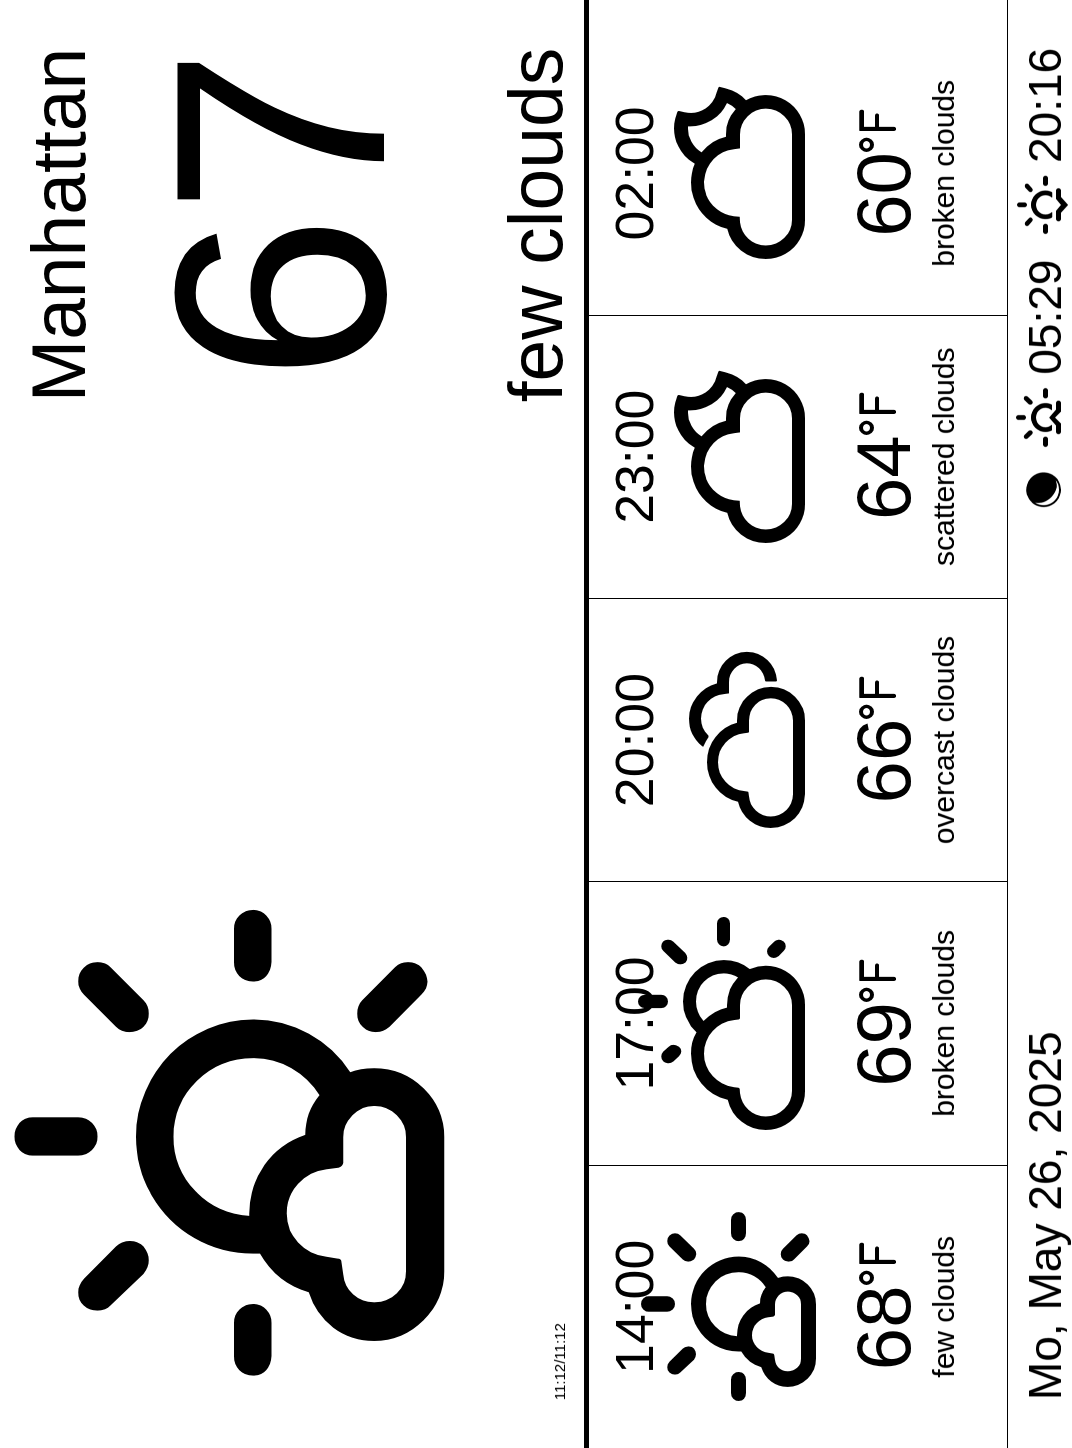 Manhattan
67
few clouds
11:12/11:12
14:00
68°F
few clouds
17:00
69°F
broken clouds
20:00
66°F
overcast clouds
23:00
64°F
scattered clouds
02:00
60°F
broken clouds
Mo, May 26, 2025
05:29 20:16